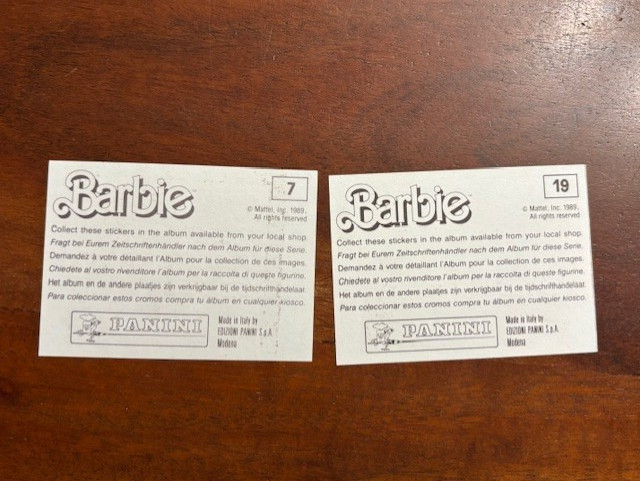 Barbie
7
© Mattel, Inc. 1989.
All rights reserved
Collect these stickers in the album available from your local shop.
Fragt bei Eurem Zeitschriftenhändler nach dem Album für diese Serie.
Demandez à votre détaillant l'Album pour la collection de ces images.
Chiedete al vostro rivenditore l'album per la raccolta di queste figurine.
Het album en de andere plaatjes zijn verkrijgbaar bij de tijdschrifthandelaar.
Para coleccionar estos cromos compra tu álbum en cualquier kiosco.
PANINI
Made in Italy by
EDIZIONI PANINI S.p.A.
Modena
Barbie
19
© Mattel, Inc. 1989.
All rights reserved
Collect these stickers in the album available from your local shop.
Fragt bei Eurem Zeitschriftenhändler nach dem Album für diese Serie.
Demandez à votre détaillant l'Album pour la collection de ces images.
Chiedete al vostro rivenditore l'album per la raccolta di queste figurine.
Het album en de andere plaatjes zijn verkrijgbaar bij de tijdschrifthandelaar.
Para coleccionar estos cromos compra tu álbum en cualquier kiosco.
PANINI
Made in Italy by
EDIZIONI PANINI S.p.A.
Modena